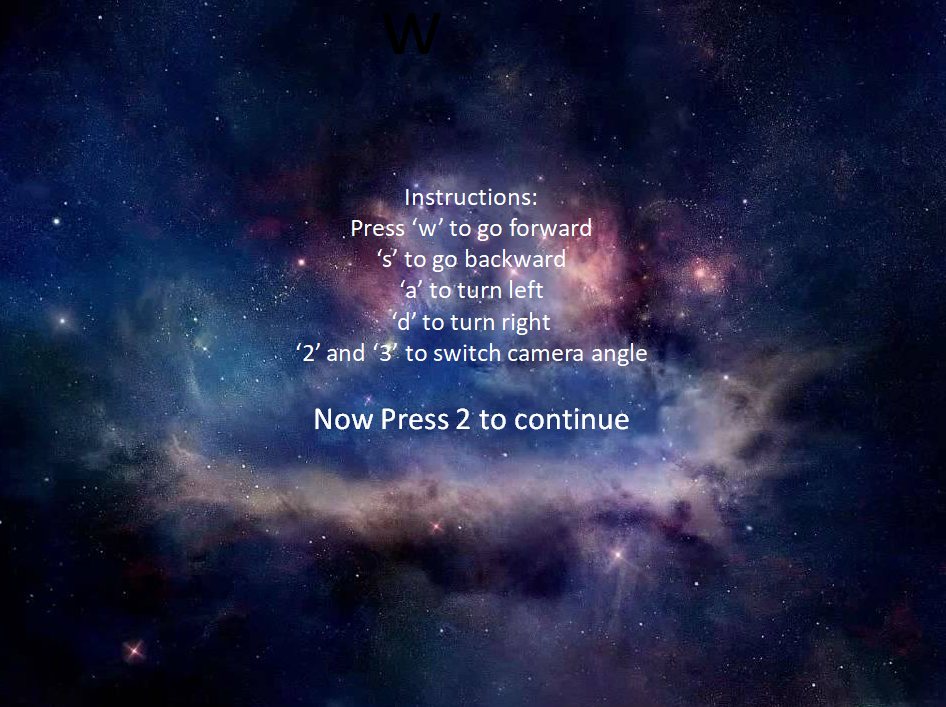 W
Instructions:
Press ‘w’ to go forward
‘s’ to go backward
‘a’ to turn left
‘d’ to turn right
‘2’ and ‘3’ to switch camera angle
Now Press 2 to continue